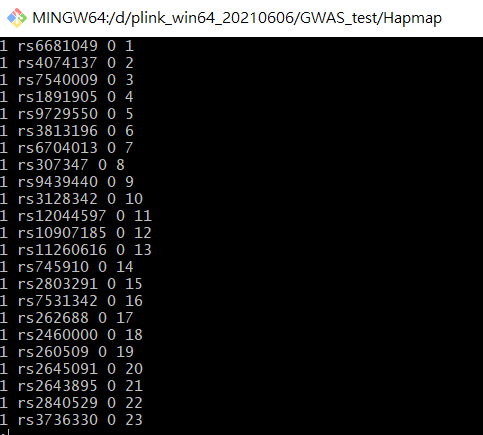 MINGW64:/d/plink_win64_20210606/GWAS_test/Hapmap
1 rs6681049 0 1
1 rs4074137 0 2
1 rs7540009 0 3
1 rs1891905 0 4
1 rs9729550 0 5
1 rs3813196 0 6
1 rs6704013 0 7
1 rs307347 0 8
1 rs9439440 0 9
1 rs3128342 0 10
1 rs12044597 0 11
1 rs10907185 0 12
1 rs11260616 0 13
1 rs745910 0 14
1 rs2803291 0 15
1 rs7531342 0 16
1 rs262688 0 17
1 rs2460000 0 18
1 rs260509 0 19
1 rs2645091 0 20
1 rs2643895 0 21
1 rs2840529 0 22
1 rs3736330 0 23